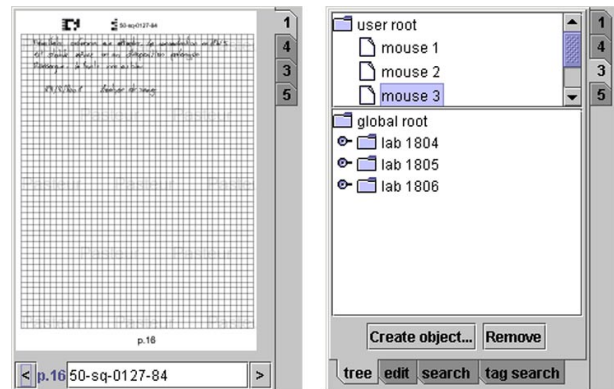 50-sq-0127-84
1
4
3
5
Pasteur
p.16
< p.16 50-sq-0127-84 >
user root
mouse 1
mouse 2
mouse 3
global root
lab 1804
lab 1805
lab 1806
Create object... Remove
tree edit search tag search
1
4
3
5